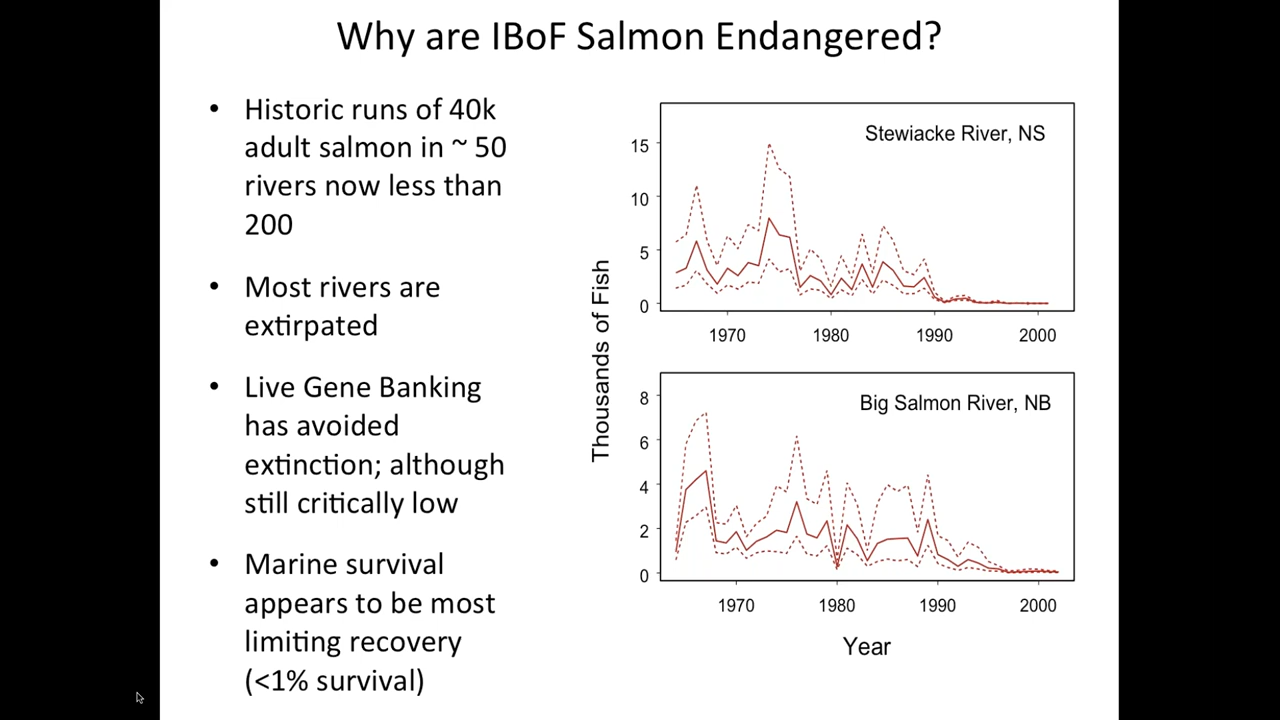 Why are IBoF Salmon Endangered?
• Historic runs of 40k
adult salmon in ~ 50
rivers now less than
200
• Most rivers are
extirpated
• Live Gene Banking
has avoided
extinction; although
still critically low
• Marine survival
appears to be most
limiting recovery
(<1% survival)
Thousands of Fish
Stewiacke River, NS
15
10
5
0
1970 1980 1990 2000
Big Salmon River, NB
8
6
4
2
0
1970 1980 1990 2000
Year